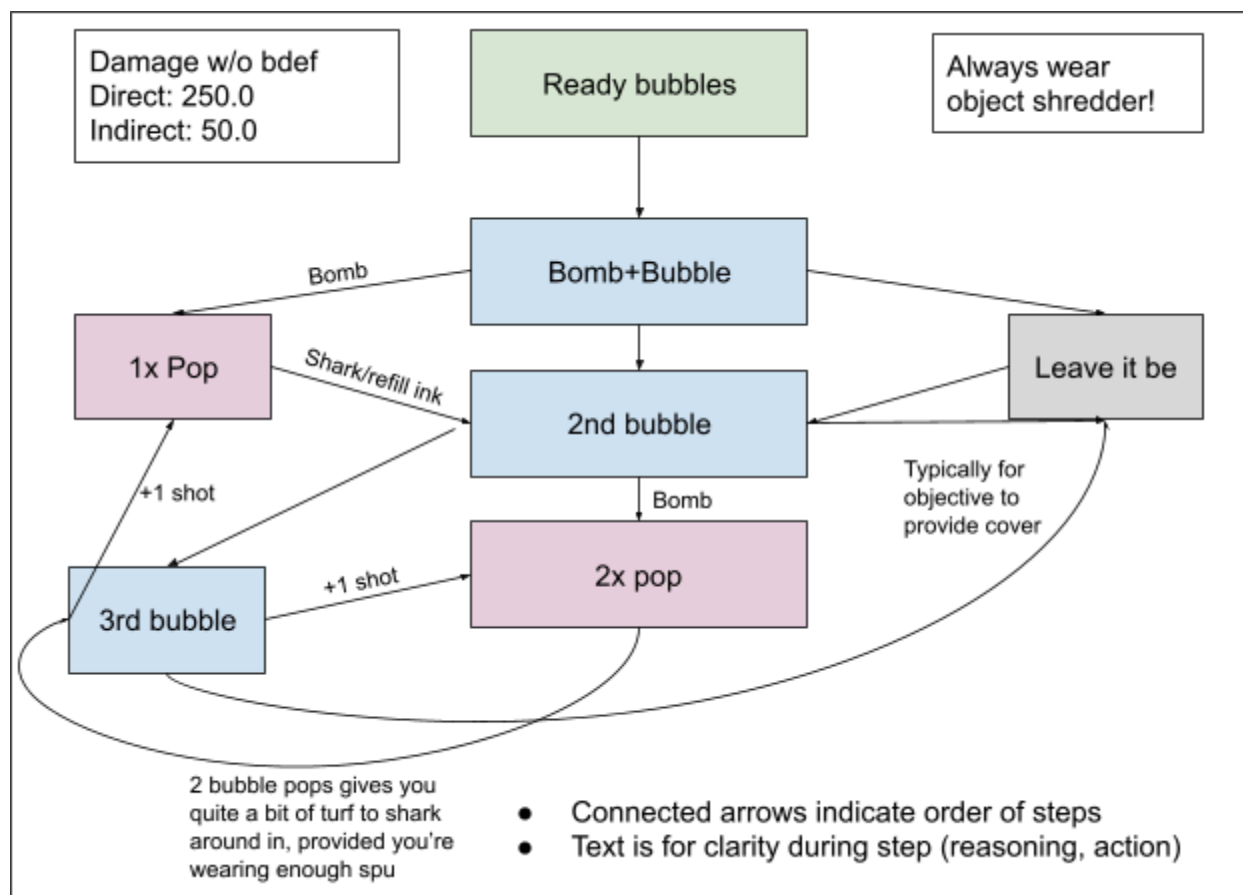 Damage w/o bdef
Direct: 250.0
Indirect: 50.0
Ready bubbles
Always wear
object shredder!
Bomb+Bubble
Bomb
1x Pop
Shark/refill ink
2nd bubble
Leave it be
+1 shot
Bomb
Typically for
objective to
provide cover
3rd bubble
+1 shot
2x pop
2 bubble pops gives you
quite a bit of turf to shark
around in, provided you're
wearing enough spu
● Connected arrows indicate order of steps
● Text is for clarity during step (reasoning, action)